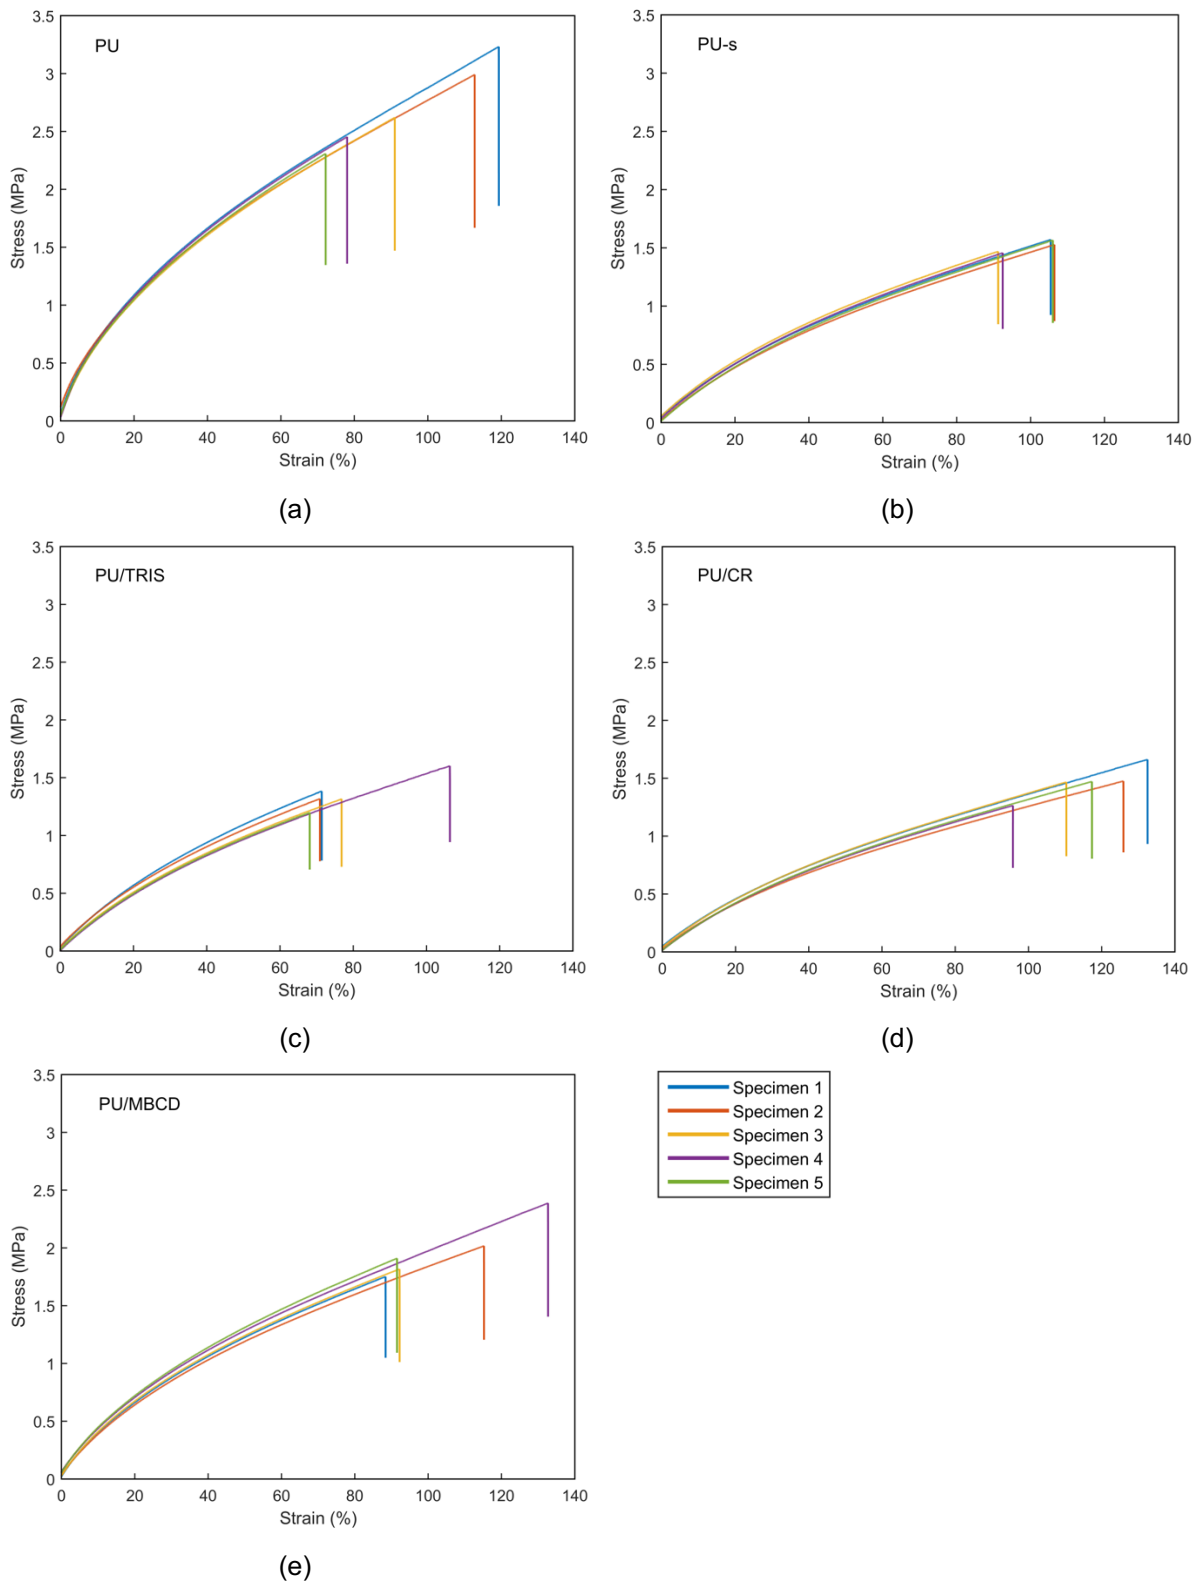 PU
3.5
3
2.5
2
1.5
1
0.5
0
0 20 40 60 80 100 120 140
Stress (MPa)
Strain (%)
(a)
PU-s
3.5
3
2.5
2
1.5
1
0.5
0
0 20 40 60 80 100 120 140
Stress (MPa)
Strain (%)
(b)
PU/TRIS
3.5
3
2.5
2
1.5
1
0.5
0
0 20 40 60 80 100 120 140
Stress (MPa)
Strain (%)
(c)
PU/CR
3.5
3
2.5
2
1.5
1
0.5
0
0 20 40 60 80 100 120 140
Stress (MPa)
Strain (%)
(d)
PU/MBCD
3.5
3
2.5
2
1.5
1
0.5
0
0 20 40 60 80 100 120 140
Stress (MPa)
Strain (%)
(e)
Specimen 1
Specimen 2
Specimen 3
Specimen 4
Specimen 5